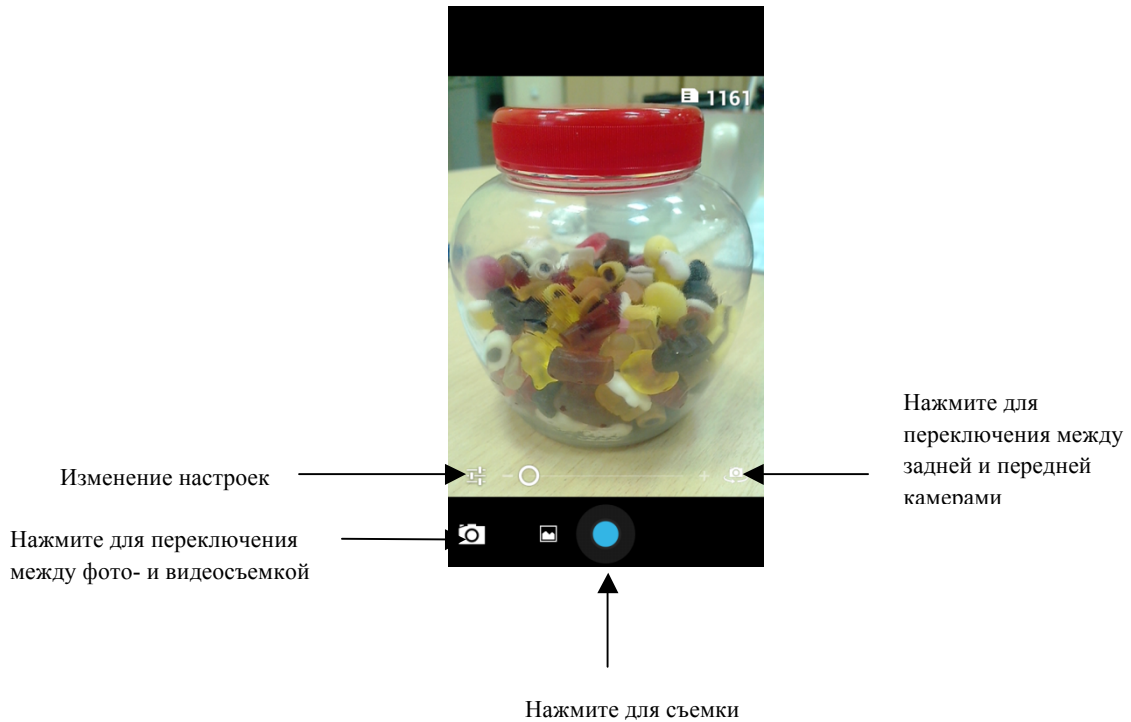 1161
Нажмите для
переключения между
задней и передней
камерами
Изменение настроек
Нажмите для переключения
между фото- и видеосъемкой
Нажмите для съемки